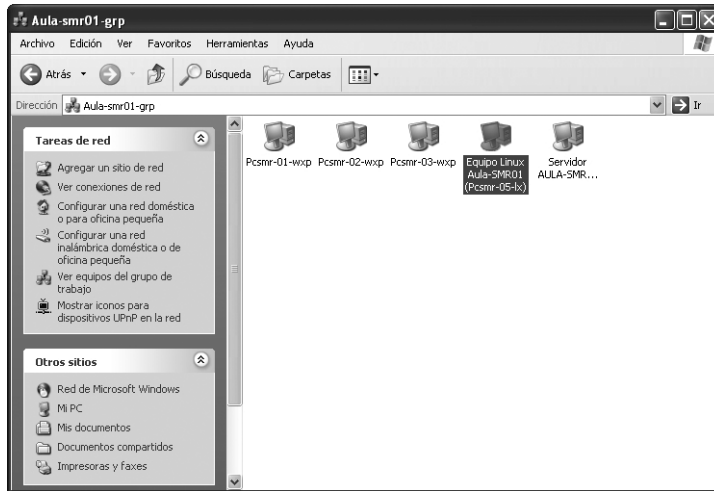 Aula-smr01-grp
Archivo Edición Ver Favoritos Herramientas Ayuda
Atrás Búsqueda Carpetas
Dirección Aula-smr01-grp Ir
Tareas de red
Agregar un sitio de red
Ver conexiones de red
Configurar una red doméstica
o para oficina pequeña
Configurar una red
inalámbrica doméstica o de
oficina pequeña
Ver equipos del grupo de
trabajo
Mostrar iconos para
dispositivos UPnP en la red
Otros sitios
Red de Microsoft Windows
Mi PC
Mis documentos
Documentos compartidos
Impresoras y faxes
Pcsmr-01-wxp Pcsmr-02-wxp Pcsmr-03-wxp Equipo Linux Servidor
Aula-SMR01 AULA-SMR...
(Pcsmr-05-lx)